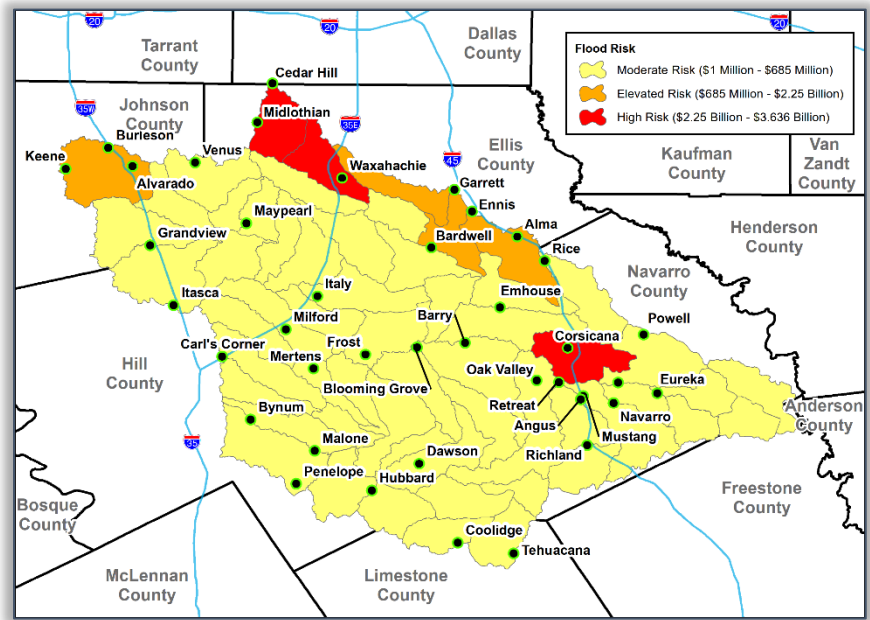 20
20
Tarrant
County
Dallas
County
Flood Risk
Moderate Risk ($1 Million - $685 Million)
Elevated Risk ($685 Million - $2.25 Billion)
High Risk ($2.25 Billion - $3.636 Billion)
Cedar Hill
Johnson
County
35W
Midlothian
35E
Burleson
Keene
Venus
Alvarado
Waxahachie
45
Ellis
County
Kaufman
County
Van
Zandt
County
Garrett
Ennis
Maypearl
Grandview
Bardwell
Alma
Rice
Henderson
County
Navarro
County
Itasca
Italy
Emhouse
Milford
Barry
Powell
Carl's Corner
Frost
Corsicana
Hill
County
Mertens
Oak Valley
Eureka
Blooming Grove
Retreat
Navarro
Anderson
County
Bynum
Angus
Mustang
35
Malone
Dawson
Richland
Penelope
Hubbard
Freestone
County
Bosque
County
Coolidge
Tehuacana
McLennan
County
Limestone
County